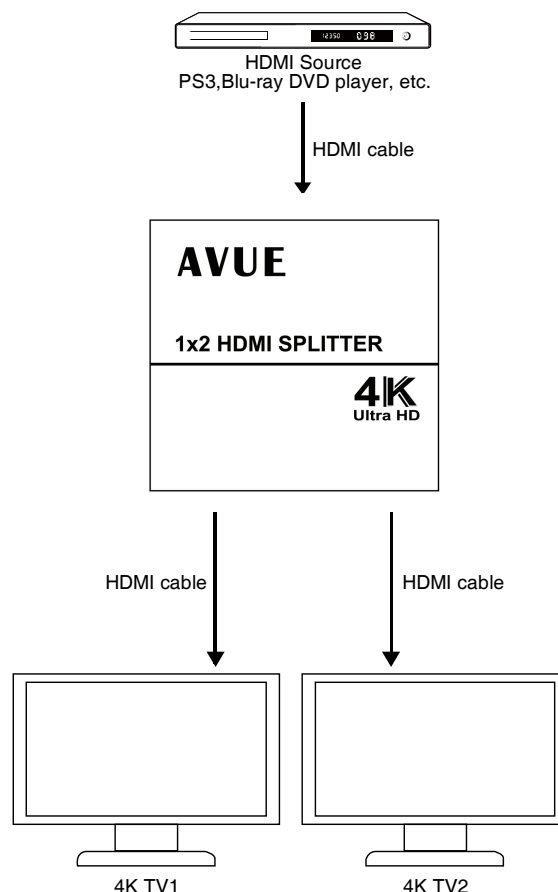 12350 098
HDMI Source
PS3,Blu-ray DVD player, etc.
HDMI cable
AVUE
1x2 HDMI SPLITTER
4K
Ultra HD
HDMI cable
HDMI cable
4K TV1
4K TV2